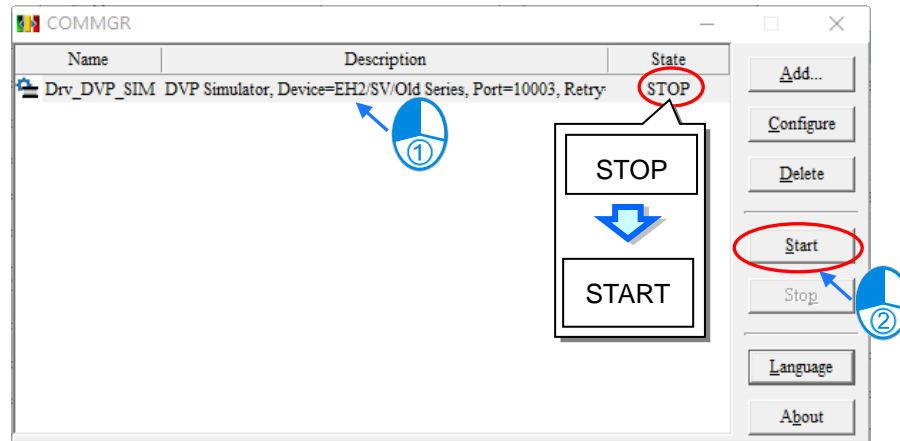 COMMGR
Name Description State
Drv_DVP_SIM DVP Simulator, Device=EH2/SV/Old Series, Port=10003, Retry STOP
Add...
Configure
①
STOP
Delete
Start
START
Stop
②
Language
About